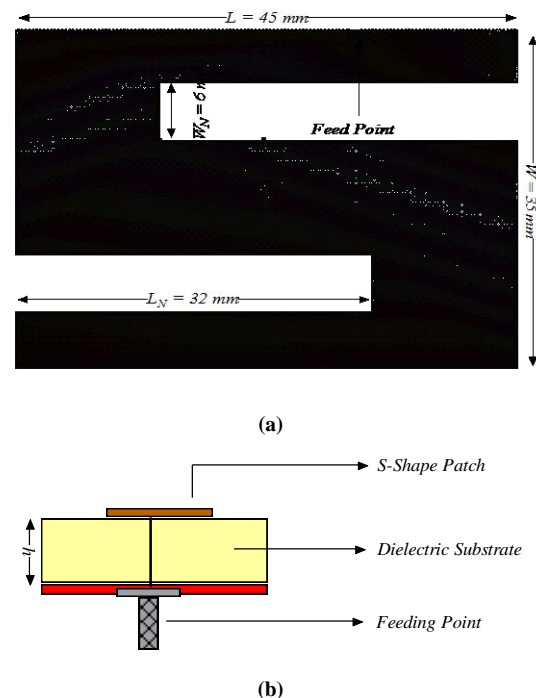 L = 45 mm
W_N = 6
Feed Point
W = 35 mm
L_N = 32 mm
(a)
S-Shape Patch
h
Dielectric Substrate
Feeding Point
(b)